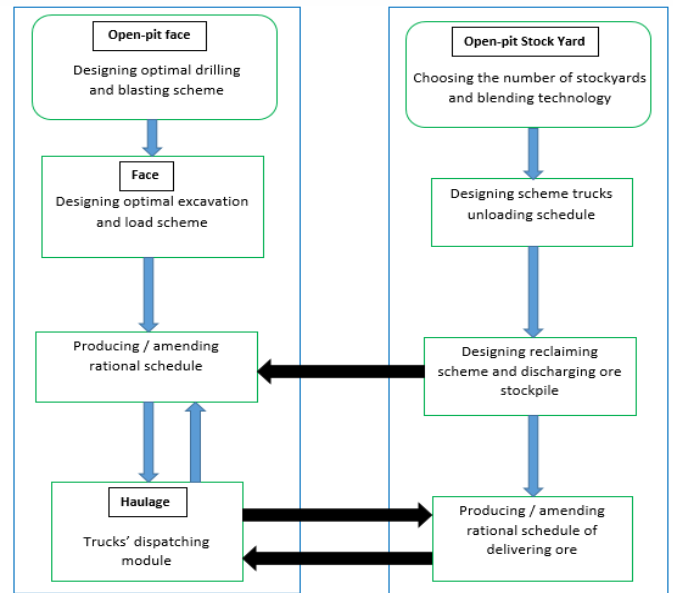 Open-pit face
Designing optimal drilling
and blasting scheme
Face
Designing optimal excavation
and load scheme
Producing / amending
rational schedule
Haulage
Trucks’ dispatching
module
Open-pit Stock Yard
Choosing the number of stockyards
and blending technology
Designing scheme trucks
unloading schedule
Designing reclaiming
scheme and discharging ore
stockpile
Producing / amending
rational schedule of
delivering ore